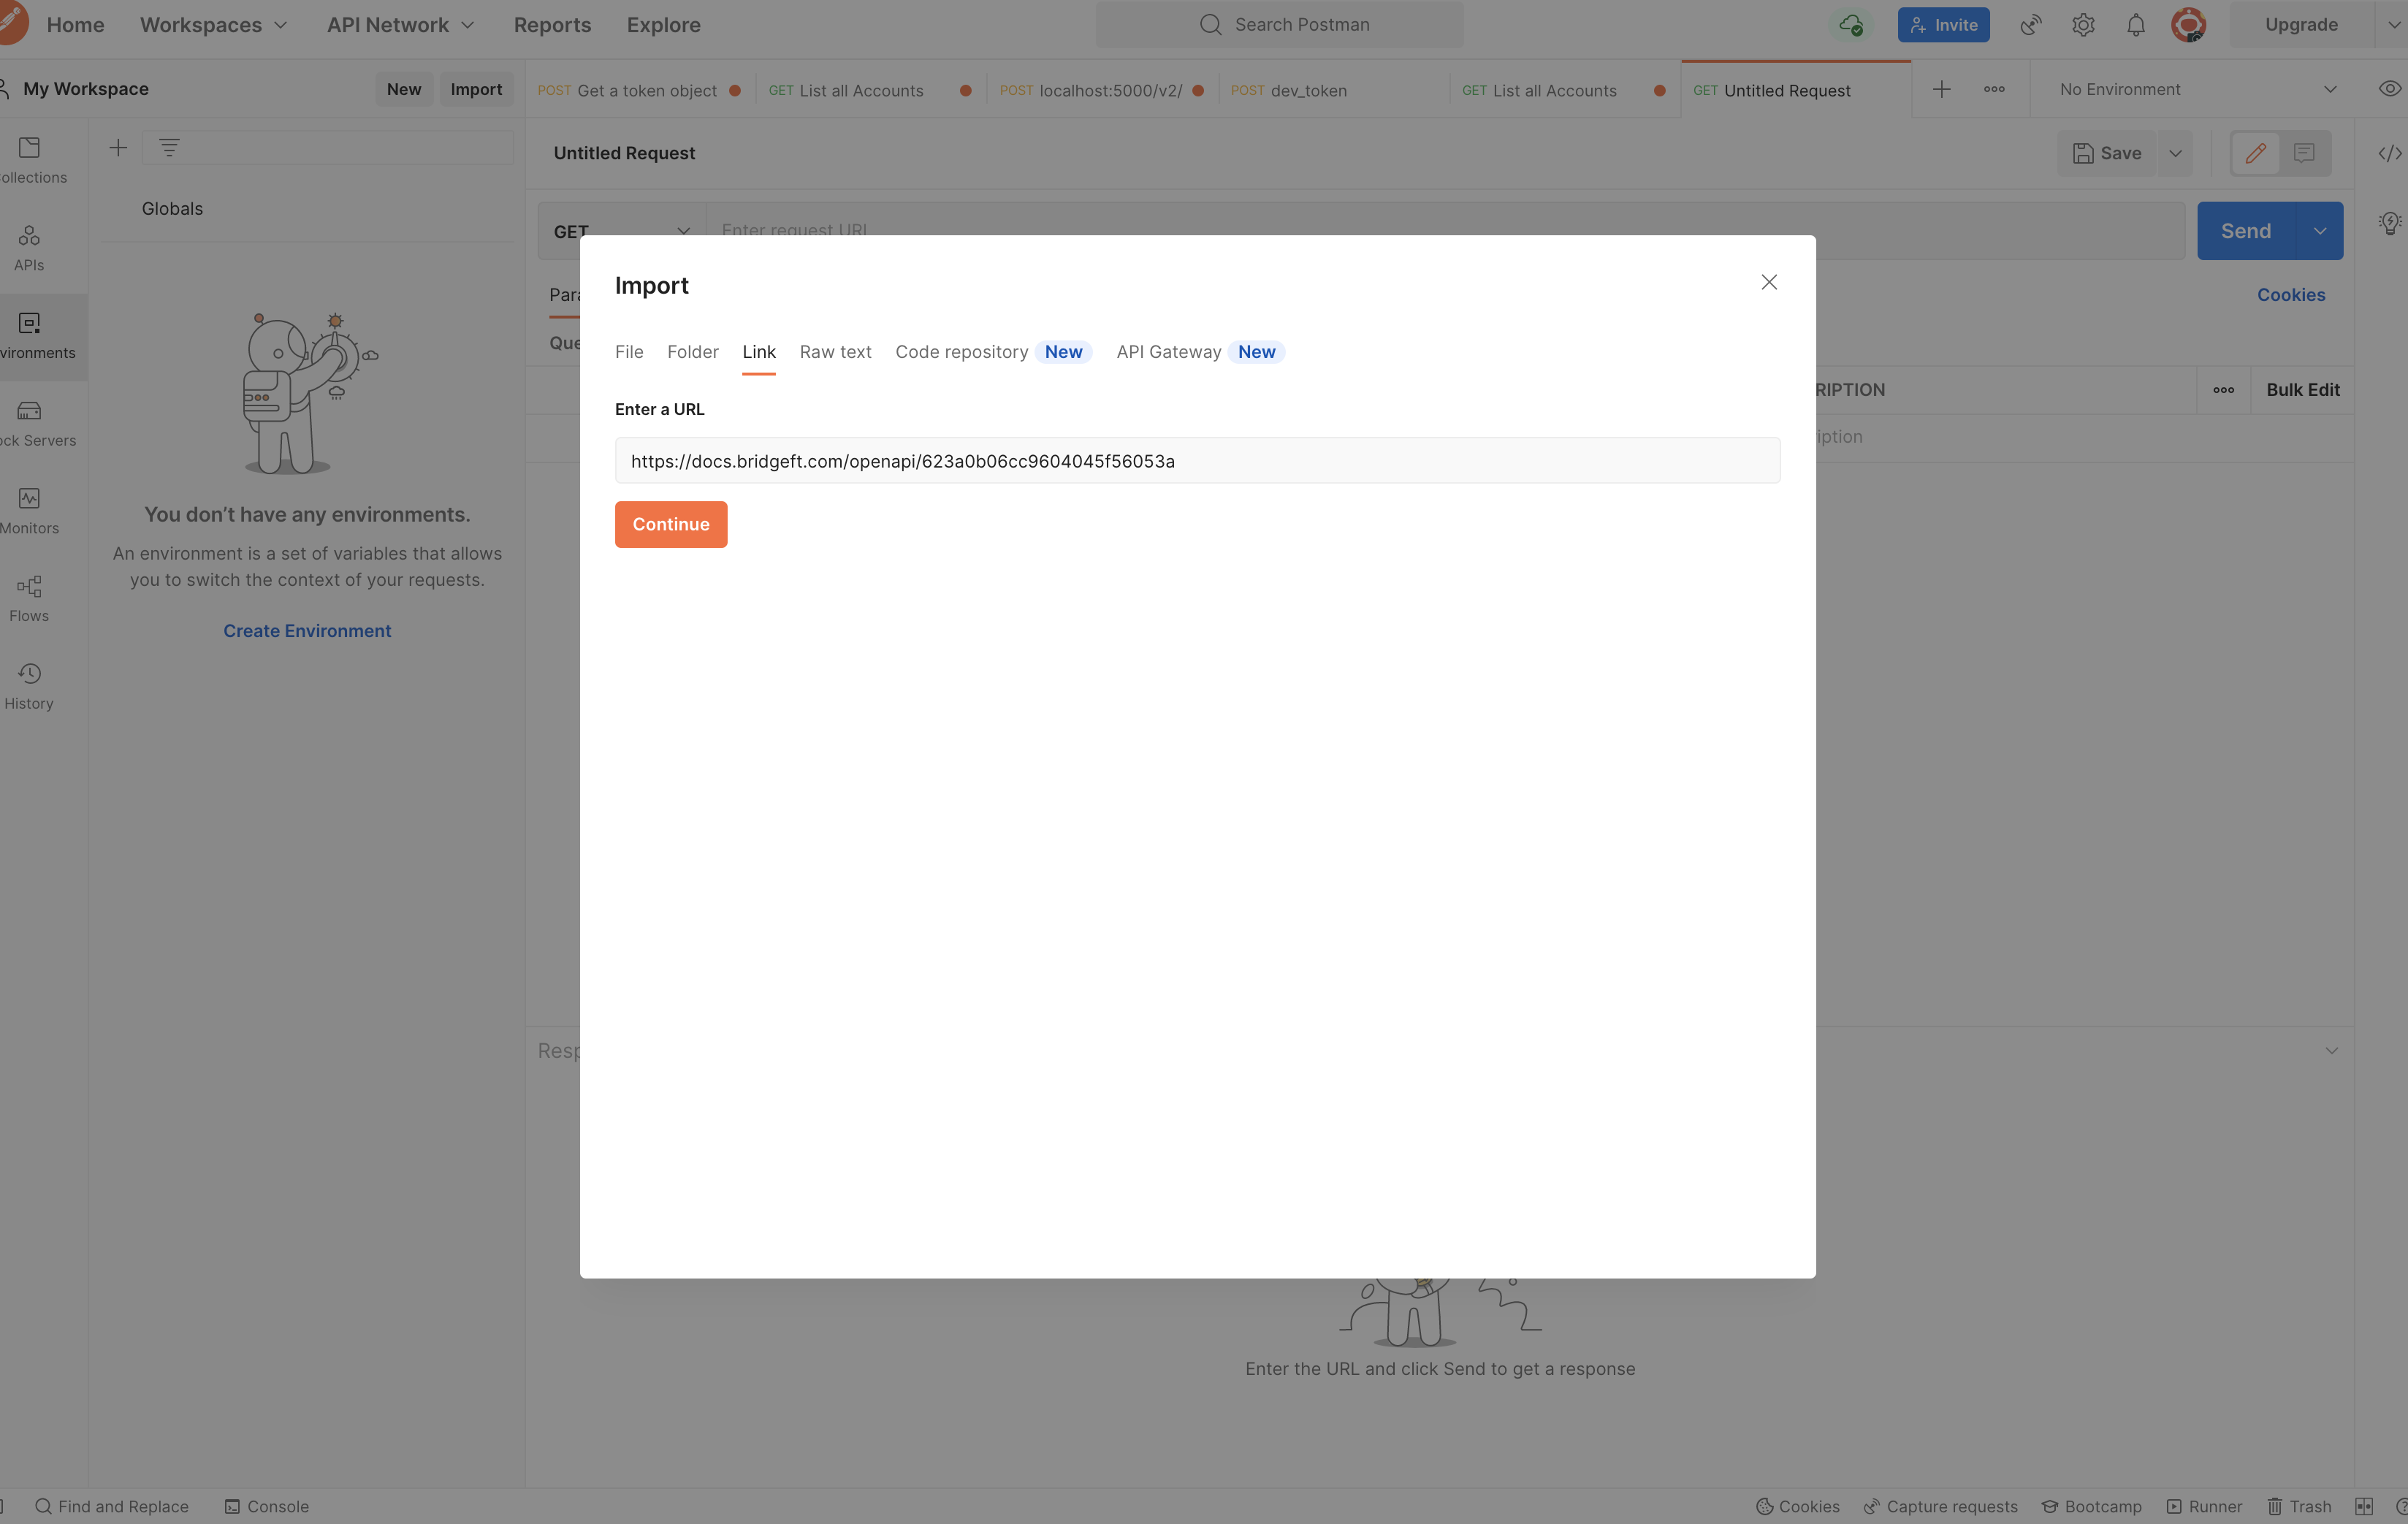 Home Workspaces API Network Reports Explore Search Postman Invite Upgrade
My Workspace New Import POST Get a token object GET List all Accounts POST localhost:5000/v2/ POST dev_token GET List all Accounts GET Untitled Request No Environment
ollections
APIs
vironments
ock Servers
Monitors
Flows
History
Globals
You don’t have any environments.
An environment is a set of variables that allows
you to switch the context of your requests.
Create Environment
Untitled Request Save
GET Enter request URL Send
Para Cookies
Que
RIPTION Bulk Edit
iption
Import
File Folder Link Raw text Code repository New API Gateway New
Enter a URL
https://docs.bridgeft.com/openapi/623a0b06cc9604045f56053a
Continue
Resp
Enter the URL and click Send to get a response
Find and Replace Console Cookies Capture requests Bootcamp Runner Trash